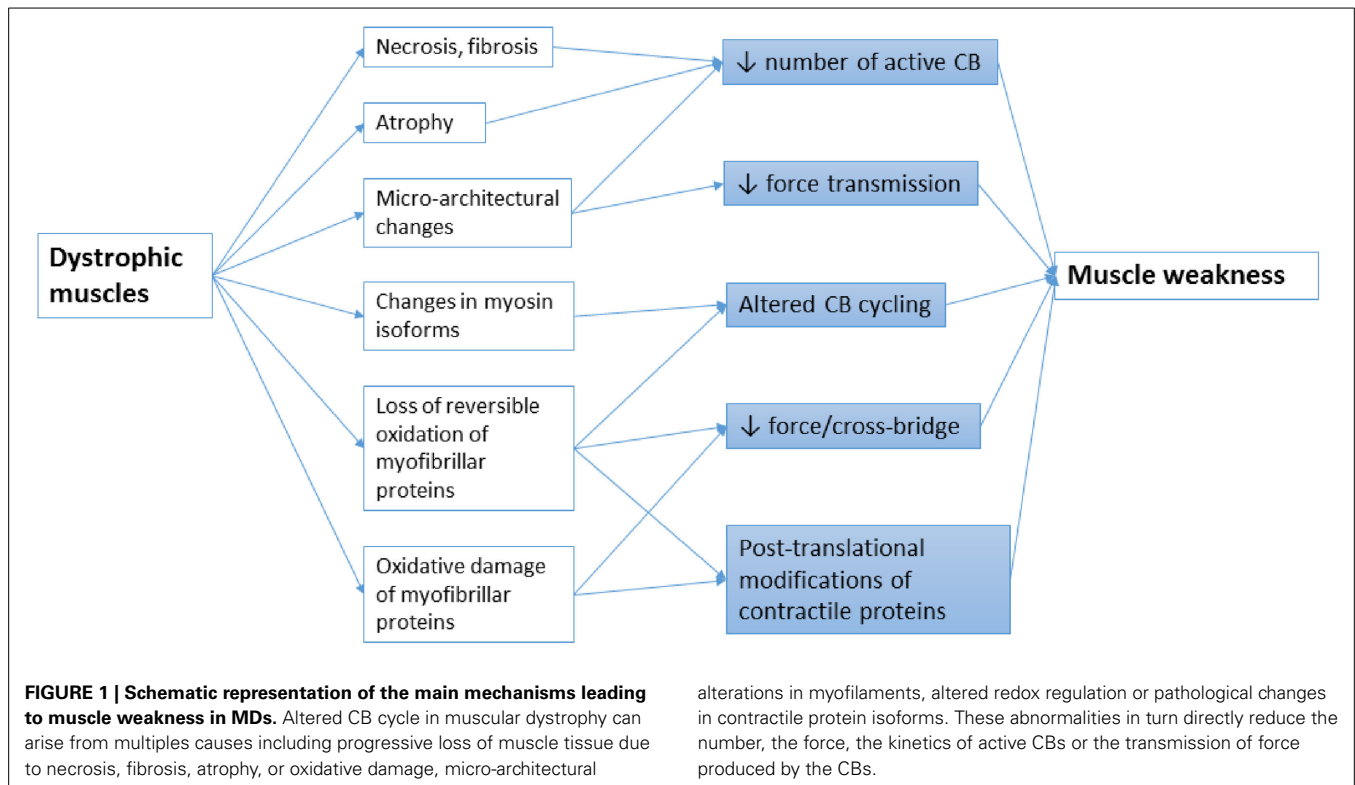 Dystrophic
muscles
Necrosis, fibrosis
Atrophy
Micro-architectural
changes
Changes in myosin
isoforms
Loss of reversible
oxidation of
myofibrillar
proteins
Oxidative damage
of myofibrillar
proteins
↓ number of active CB
↓ force transmission
Altered CB cycling
↓ force/cross-bridge
Post-translational
modifications of
contractile proteins
Muscle weakness
FIGURE 1 | Schematic representation of the main mechanisms leading
to muscle weakness in MDs. Altered CB cycle in muscular dystrophy can
arise from multiples causes including progressive loss of muscle tissue due
to necrosis, fibrosis, atrophy, or oxidative damage, micro-architectural
alterations in myofilaments, altered redox regulation or pathological changes
in contractile protein isoforms. These abnormalities in turn directly reduce the
number, the force, the kinetics of active CBs or the transmission of force
produced by the CBs.